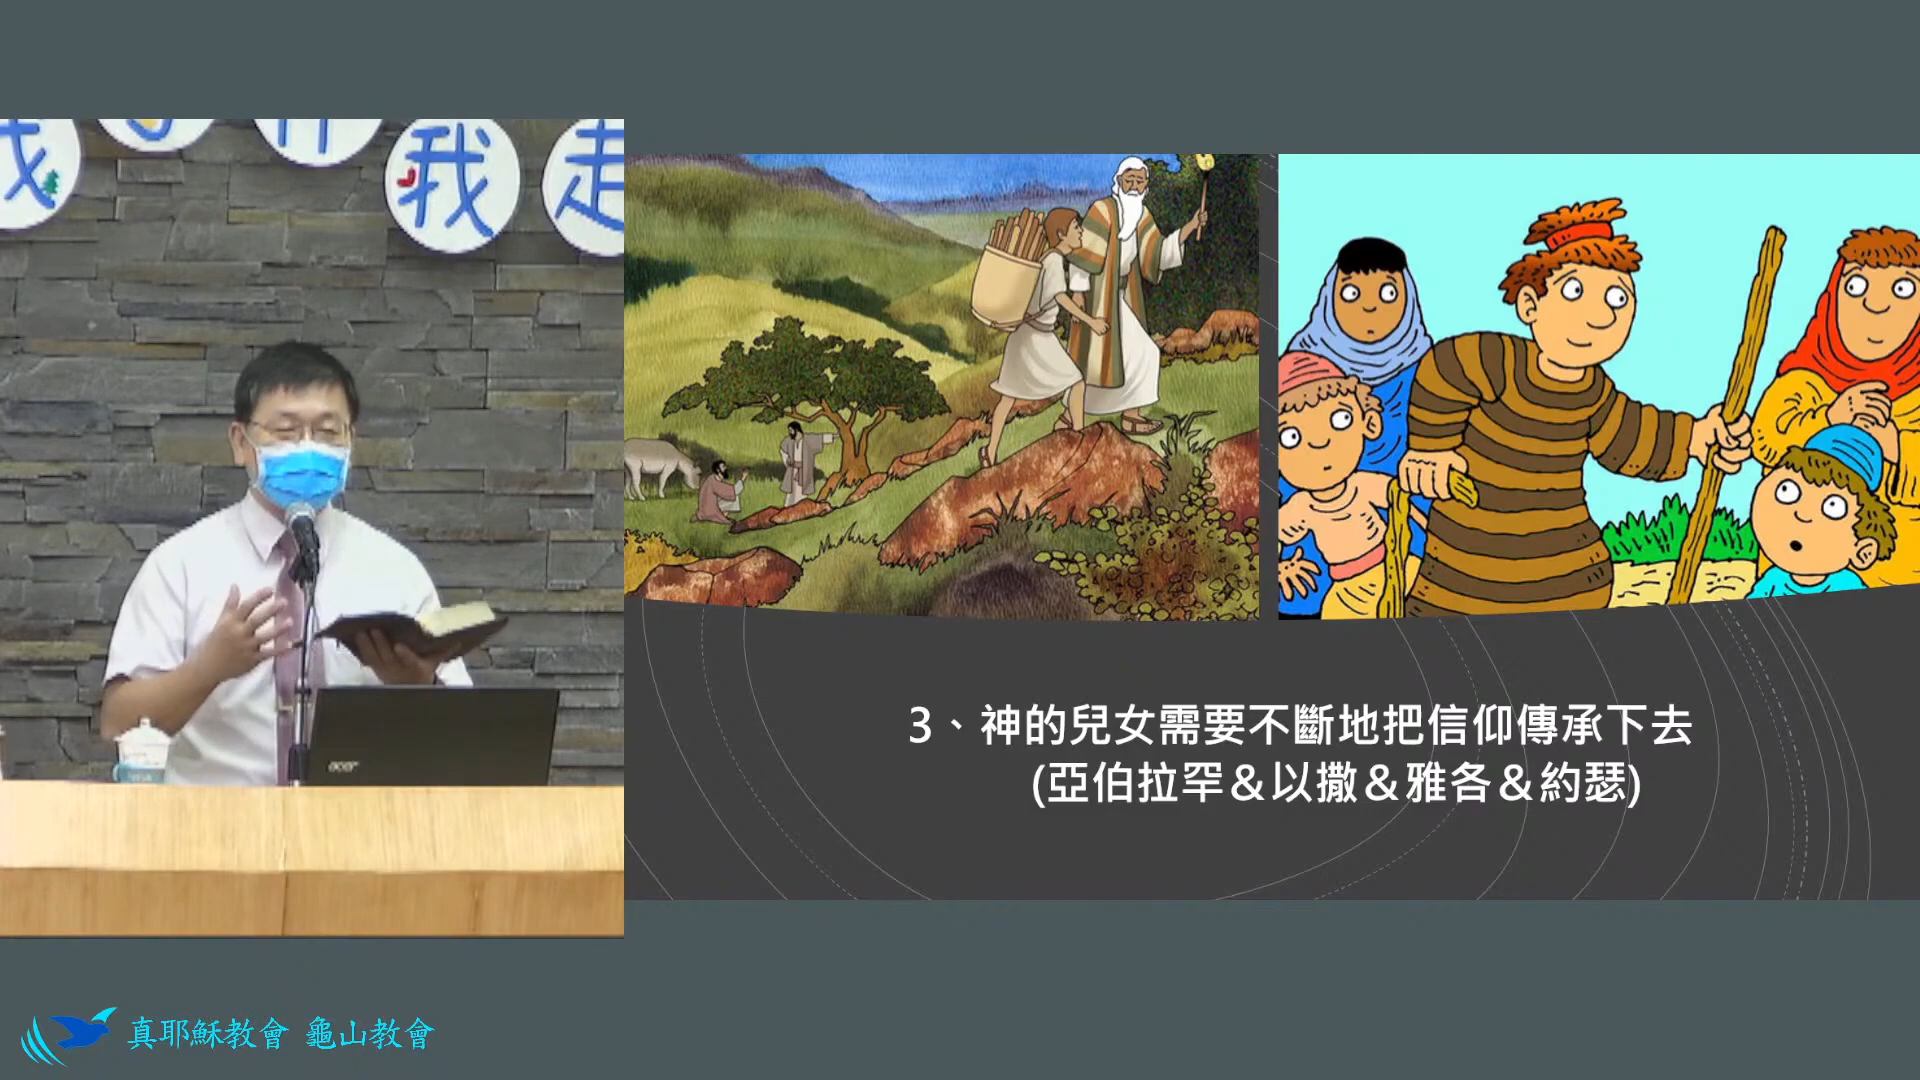 我 走
3、神的兒女需要不斷地把信仰傳承下去
(亞伯拉罕＆以撒＆雅各＆約瑟)
acer
真耶穌教會 龜山教會